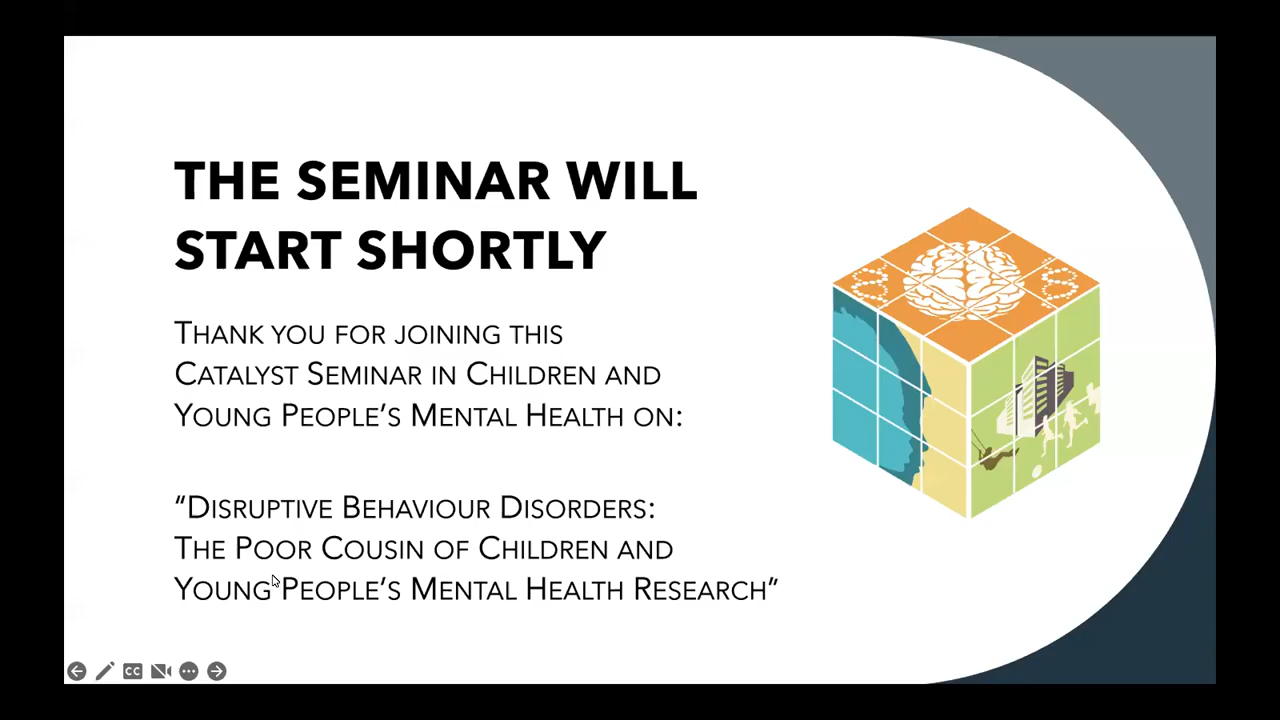 THE SEMINAR WILL
START SHORTLY
THANK YOU FOR JOINING THIS
CATALYST SEMINAR IN CHILDREN AND
YOUNG PEOPLE’S MENTAL HEALTH ON:
“DISRUPTIVE BEHAVIOUR DISORDERS:
THE POOR COUSIN OF CHILDREN AND
YOUNG PEOPLE’S MENTAL HEALTH RESEARCH”
CC